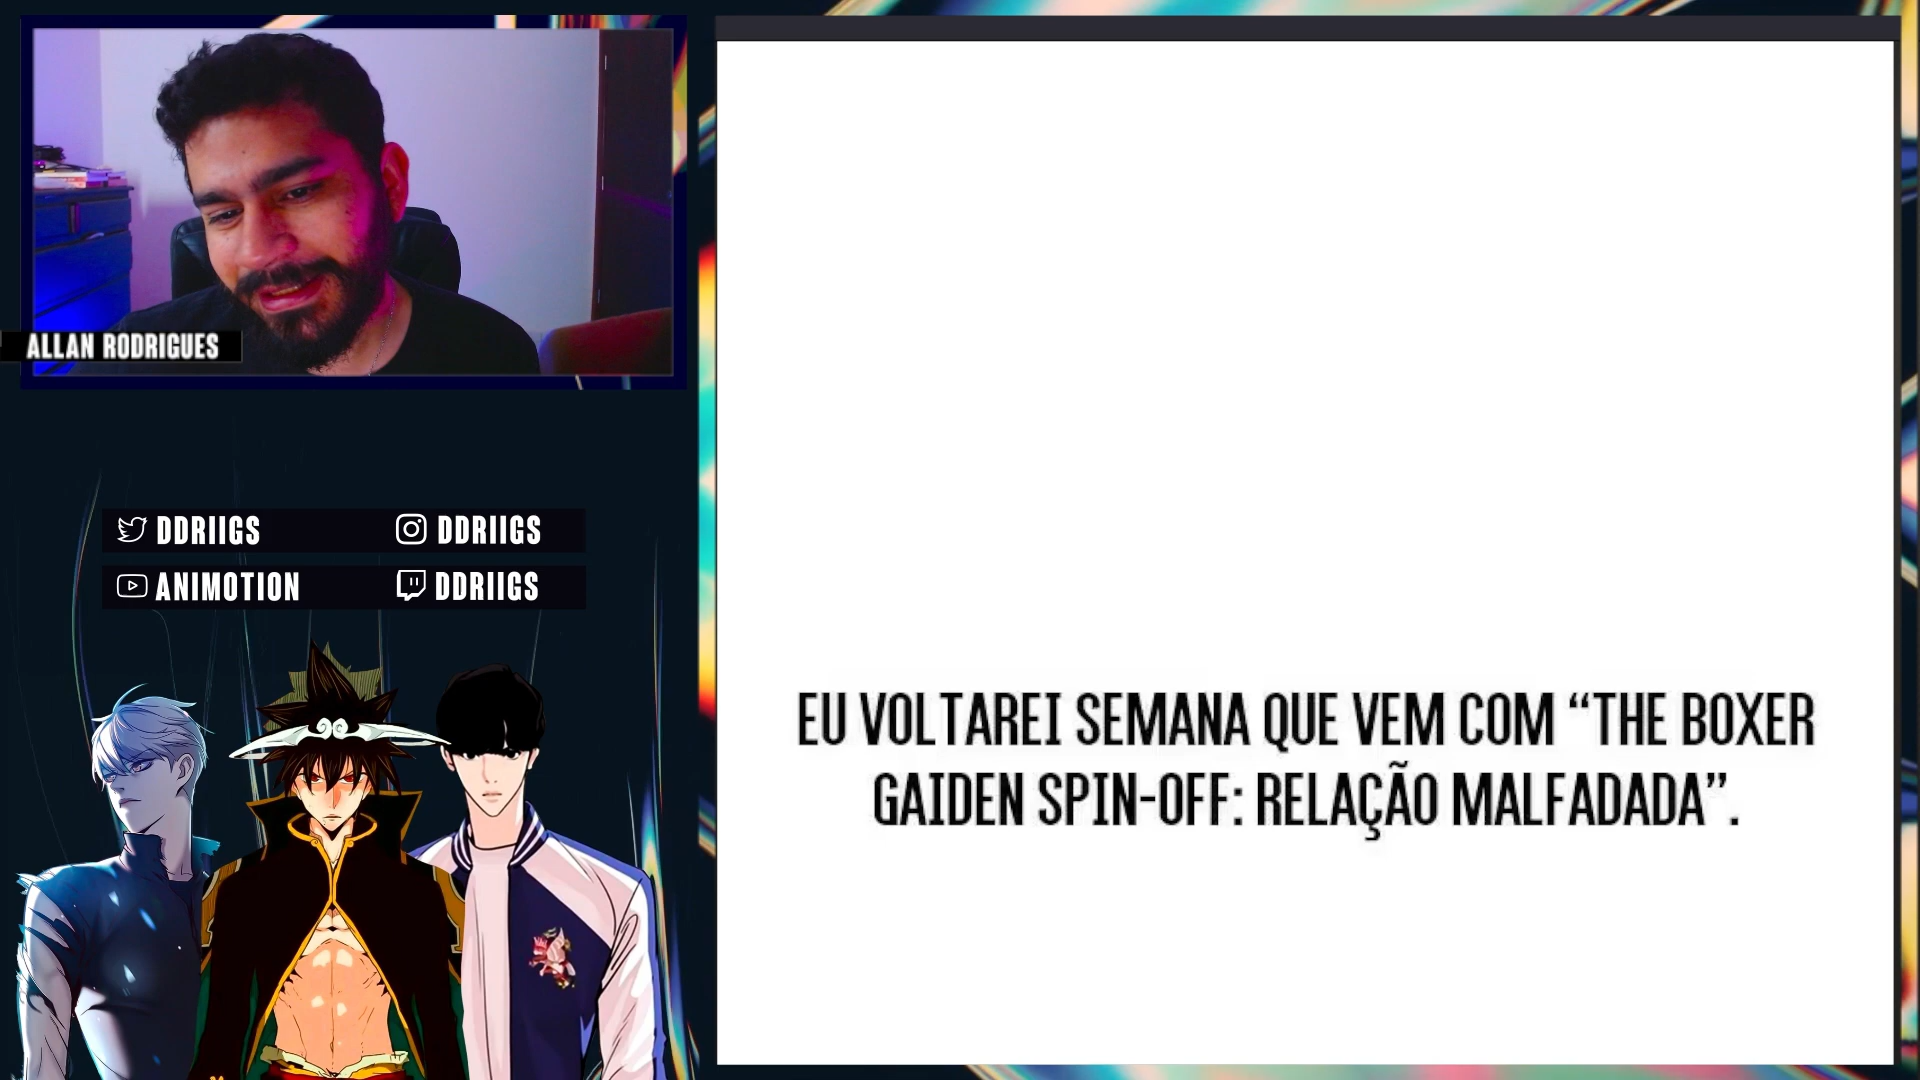 ALLAN RODRIGUES
DDRIIGS
DDRIIGS
ANIMOTION
DDRIIGS
EU VOLTAREI SEMANA QUE VEM COM “THE BOXER
GAIDEN SPIN-OFF: RELAÇÃO MALFADADA”.